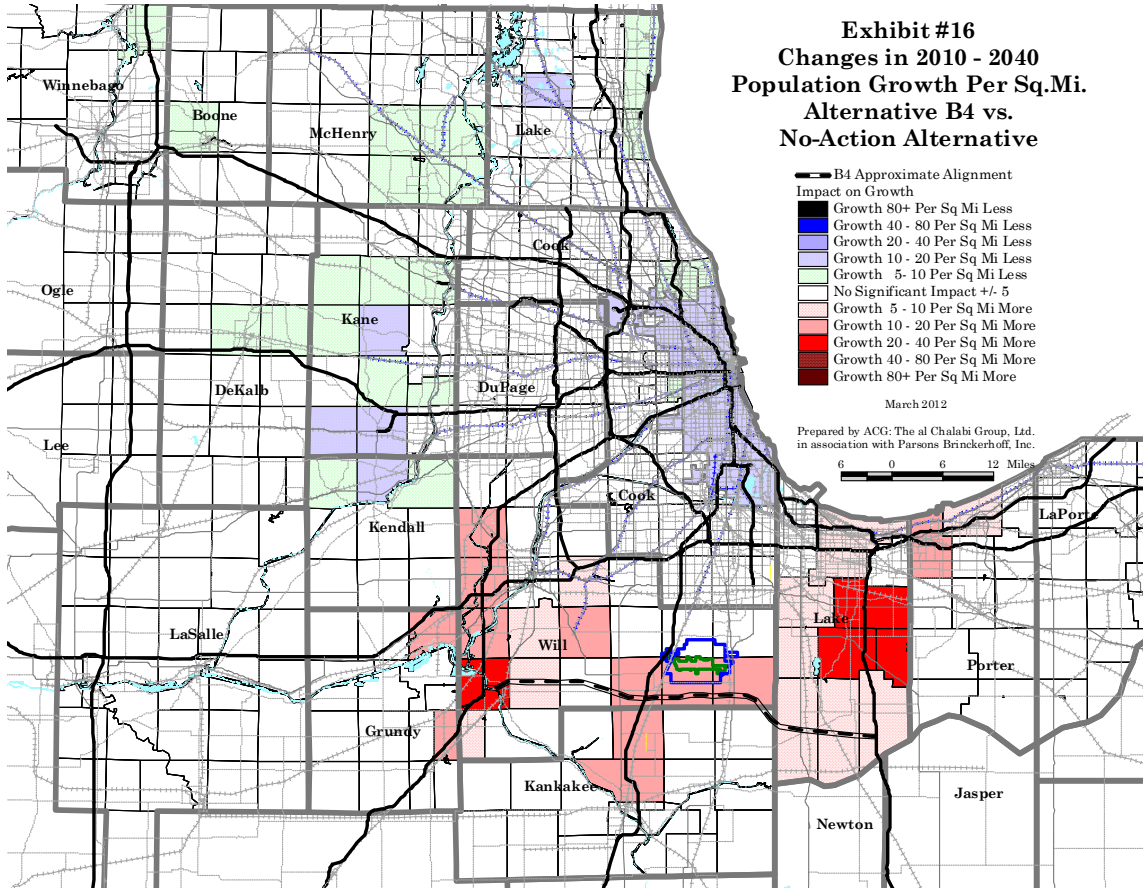 Exhibit #16
Changes in 2010 - 2040
Population Growth Per Sq.Mi.
Alternative B4 vs.
No-Action Alternative
B4 Approximate Alignment
Impact on Growth
Growth 80+ Per Sq Mi Less
Growth 40 - 80 Per Sq Mi Less
Growth 20 - 40 Per Sq Mi Less
Growth 10 - 20 Per Sq Mi Less
Growth 5- 10 Per Sq Mi Less
No Significant Impact +/- 5
Growth 5 - 10 Per Sq Mi More
Growth 10 - 20 Per Sq Mi More
Growth 20 - 40 Per Sq Mi More
Growth 40 - 80 Per Sq Mi More
Growth 80+ Per Sq Mi More
March 2012
Prepared by ACG: The al Chalabi Group, Ltd.
in association with Parsons Brinckerhoff, Inc.
6 0 6 12 Miles
Winnebago
Boone
McHenry
Lake
Cook
Ogle
Kane
DeKalb
DuPage
Lee
Cook
Kendall
LaPorte
LaSalle
Will
Lake
Porter
Grundy
Kankakee
Jasper
Newton